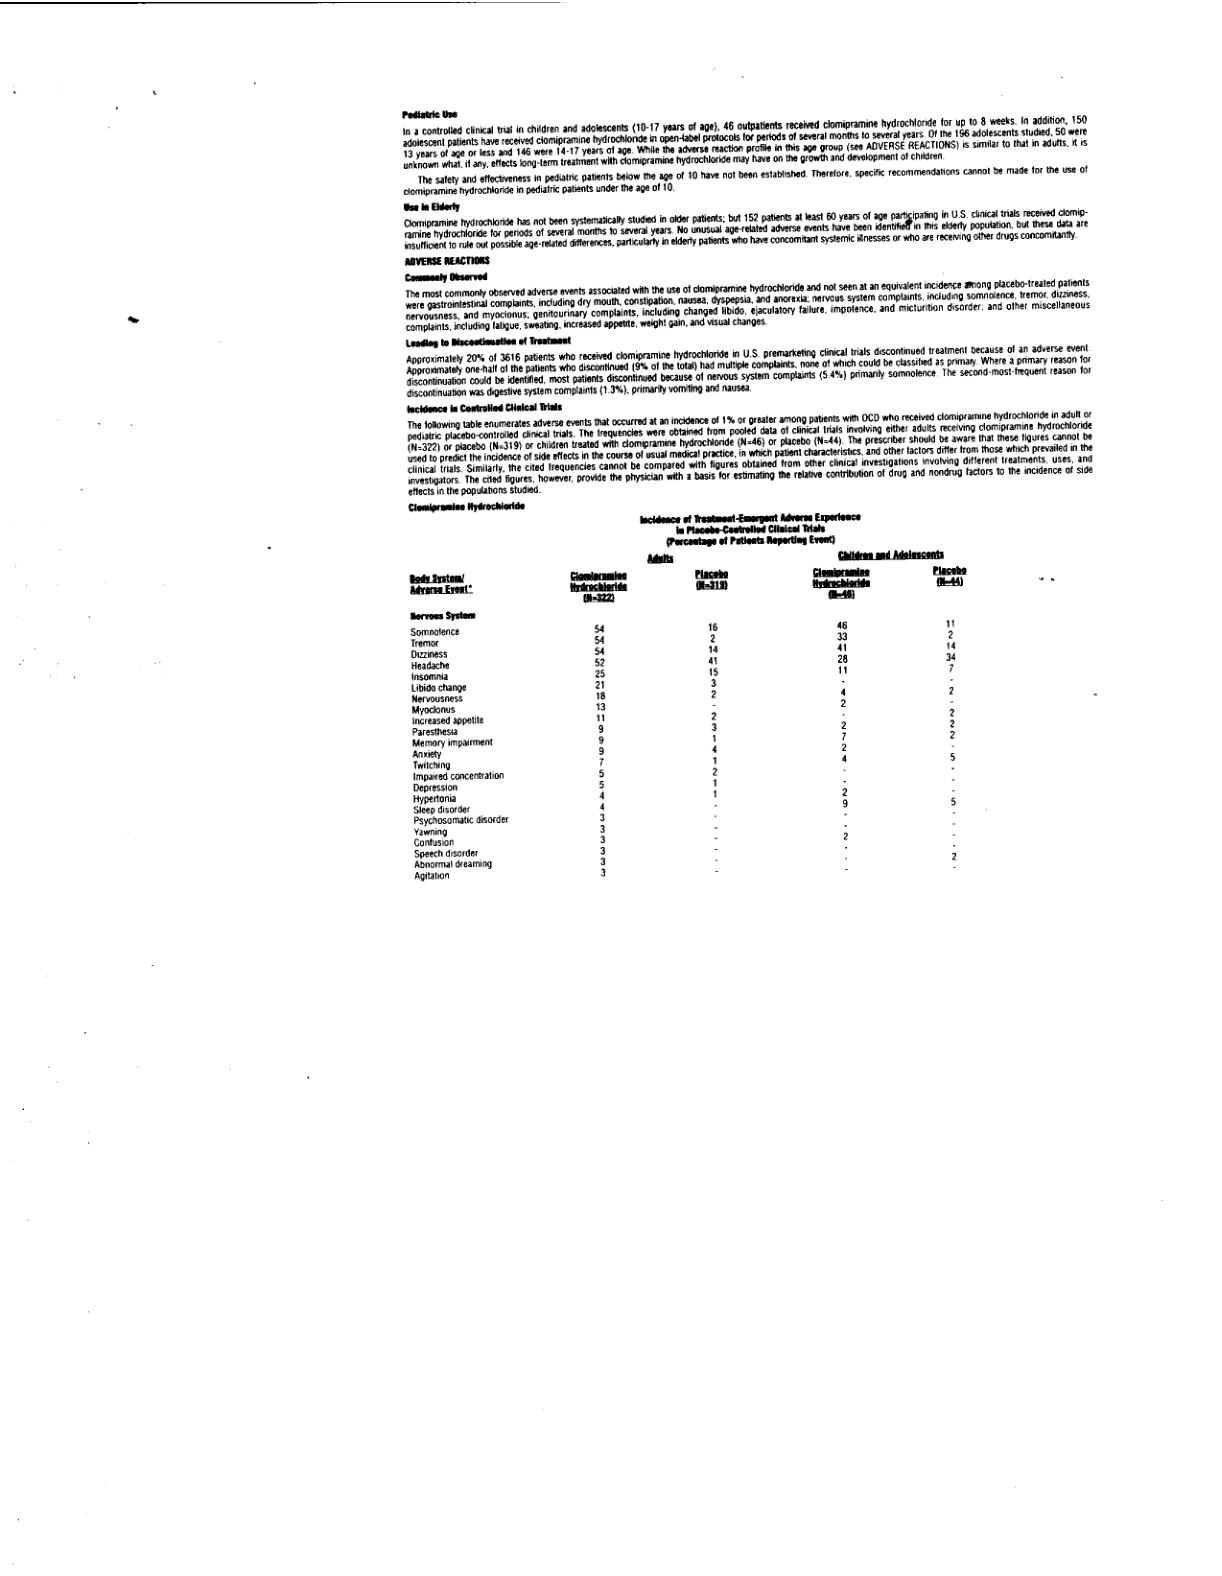 Pediatric Use
In a controlled clinical trial in children and adolescents (10-17 years of age), 46 outpatients received clomipramine hydrochloride for up to 8 weeks. In addition, 150
adolescent patients have received clomipramine hydrochloride in open-label protocols for periods of several months to several years. Of the 196 adolescents studied, 50 were
13 years of age or less and 146 were 14-17 years of age. While the adverse reaction profile in this age group (see ADVERSE REACTIONS) is similar to that in adults, it is
unknown what, if any, effects long-term treatment with clomipramine hydrochloride may have on the growth and development of children.
The safety and effectiveness in pediatric patients below the age of 10 have not been established. Therefore, specific recommendations cannot be made for the use of
clomipramine hydrochloride in pediatric patients under the age of 10.
Use in Elderly
Clomipramine hydrochloride has not been systematically studied in older patients; but 152 patients at least 60 years of age participating in U.S. clinical trials received clomip-
ramine hydrochloride for periods of several months to several years. No unusual age-related adverse events have been identified in this elderly population, but these data are
insufficient to rule out possible age-related differences, particularly in elderly patients who have concomitant systemic illnesses or who are receiving other drugs concomitantly.
ADVERSE REACTIONS
Commonly Observed
The most commonly observed adverse events associated with the use of clomipramine hydrochloride and not seen at an equivalent incidence among placebo-treated patients
were gastrointestinal complaints, including dry mouth, constipation, nausea, dyspepsia, and anorexia; nervous system complaints, including somnolence, tremor, dizziness,
nervousness, and myoclonus; genitourinary complaints, including changed libido, ejaculatory failure, impotence, and micturition disorder; and other miscellaneous
complaints, including fatigue, sweating, increased appetite, weight gain, and visual changes.
Leading to Discontinuation of Treatment
Approximately 20% of 3616 patients who received clomipramine hydrochloride in U.S. premarketing clinical trials discontinued treatment because of an adverse event.
Approximately one-half of the patients who discontinued (9% of the total) had multiple complaints, none of which could be classified as primary. Where a primary reason for
discontinuation could be identified, most patients discontinued because of nervous system complaints (5.4%) primarily somnolence. The second-most-frequent reason for
discontinuation was digestive system complaints (1.3%), primarily vomiting and nausea.
Incidence in Controlled Clinical Trials
The following table enumerates adverse events that occurred at an incidence of 1% or greater among patients with OCD who received clomipramine hydrochloride in adult or
pediatric placebo-controlled clinical trials. The frequencies were obtained from pooled data of clinical trials involving either adults receiving clomipramine hydrochloride
(N=322) or placebo (N=319) or children treated with clomipramine hydrochloride (N=46) or placebo (N=44). The prescriber should be aware that these figures cannot be
used to predict the incidence of side effects in the course of usual medical practice, in which patient characteristics, and other factors differ from those which prevailed in the
clinical trials. Similarly, the cited frequencies cannot be compared with figures obtained from other clinical investigations involving different treatments, uses, and
investigators. The cited figures, however, provide the physician with a basis for estimating the relative contribution of drug and nondrug factors to the incidence of side
effects in the populations studied.
Clomipramine Hydrochloride
Incidence of Treatment-Emergent Adverse Experience
in Placebo-Controlled Clinical Trials
(Percentage of Patients Reporting Event)
Adults Children and Adolescents
Body System/ Clomipramine Placebo Clomipramine Placebo
Adverse Event* Hydrochloride (N=319) Hydrochloride (N=44)
(N=322) (N=46)
Nervous System
Somnolence 54 16 46 11
Tremor 54 2 33 2
Dizziness 54 14 41 14
Headache 52 41 28 34
Insomnia 25 15 11 7
Libido change 21 3 - -
Nervousness 18 2 4 2
Myoclonus 13 - 2 -
Increased appetite 11 2 - 2
Paresthesia 9 3 2 2
Memory impairment 9 1 7 2
Anxiety 9 4 2 -
Twitching 7 1 4 5
Impaired concentration 5 2 - -
Depression 5 1 - -
Hypertonia 4 1 2 -
Sleep disorder 4 - 9 5
Psychosomatic disorder 3 - - -
Yawning 3 - - -
Confusion 3 - 2 -
Speech disorder 3 - - -
Abnormal dreaming 3 - - 2
Agitation 3 - - -